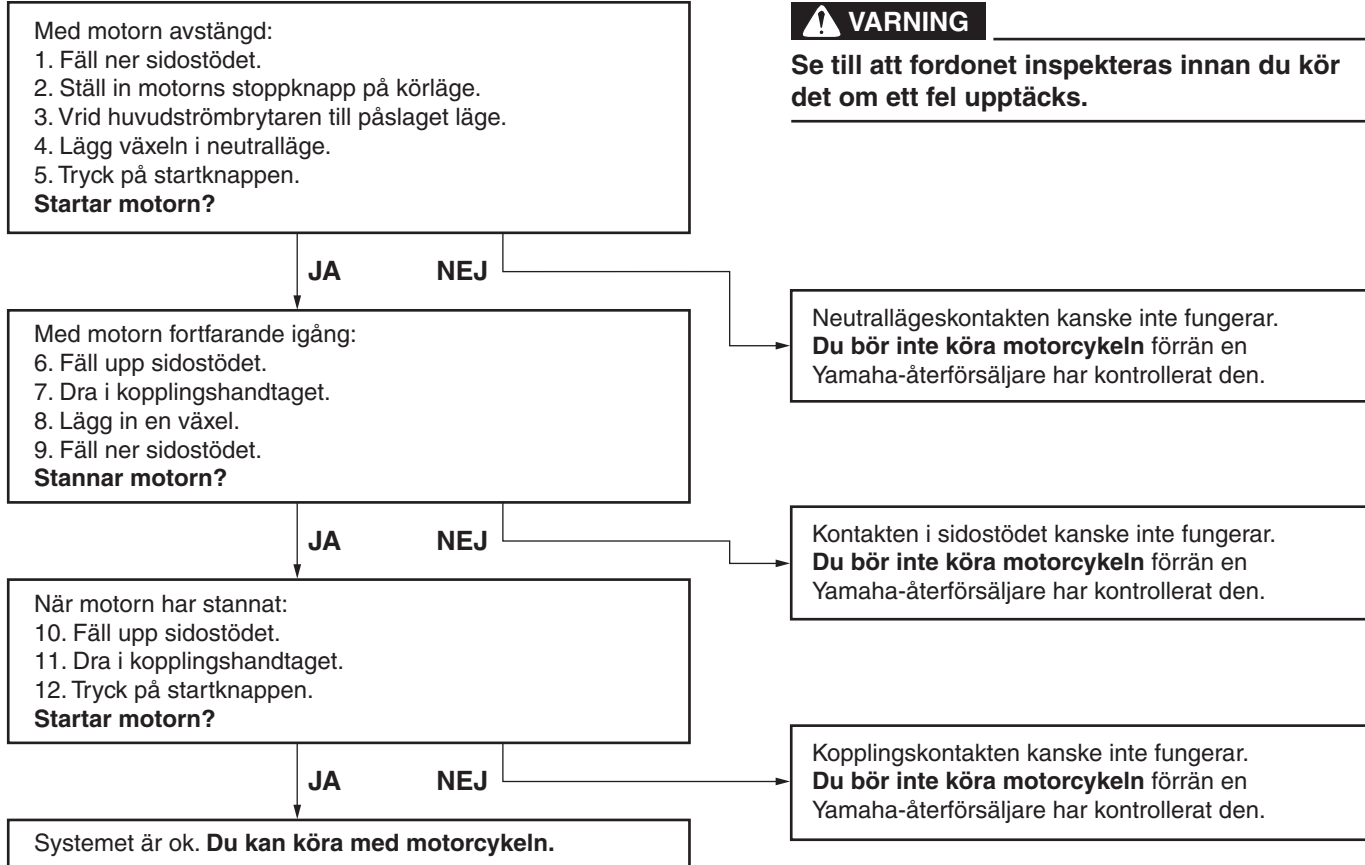 Med motorn avstängd:
1. Fäll ner sidostödet.
2. Ställ in motorns stoppknapp på körläge.
3. Vrid huvudströmbrytaren till påslaget läge.
4. Lägg växeln i neutralläge.
5. Tryck på startknappen.
Startar motorn?
VARNING
Se till att fordonet inspekteras innan du kör
det om ett fel upptäcks.
JA
NEJ
Neutrallägeskontakten kanske inte fungerar.
Du bör inte köra motorcykeln förrän en
Yamaha-återförsäljare har kontrollerat den.
Med motorn fortfarande igång:
6. Fäll upp sidostödet.
7. Dra i kopplingshandtaget.
8. Lägg in en växel.
9. Fäll ner sidostödet.
Stannar motorn?
JA
NEJ
Kontakten i sidostödet kanske inte fungerar.
Du bör inte köra motorcykeln förrän en
Yamaha-återförsäljare har kontrollerat den.
När motorn har stannat:
10. Fäll upp sidostödet.
11. Dra i kopplingshandtaget.
12. Tryck på startknappen.
Startar motorn?
JA
NEJ
Kopplingskontakten kanske inte fungerar.
Du bör inte köra motorcykeln förrän en
Yamaha-återförsäljare har kontrollerat den.
Systemet är ok. Du kan köra med motorcykeln.